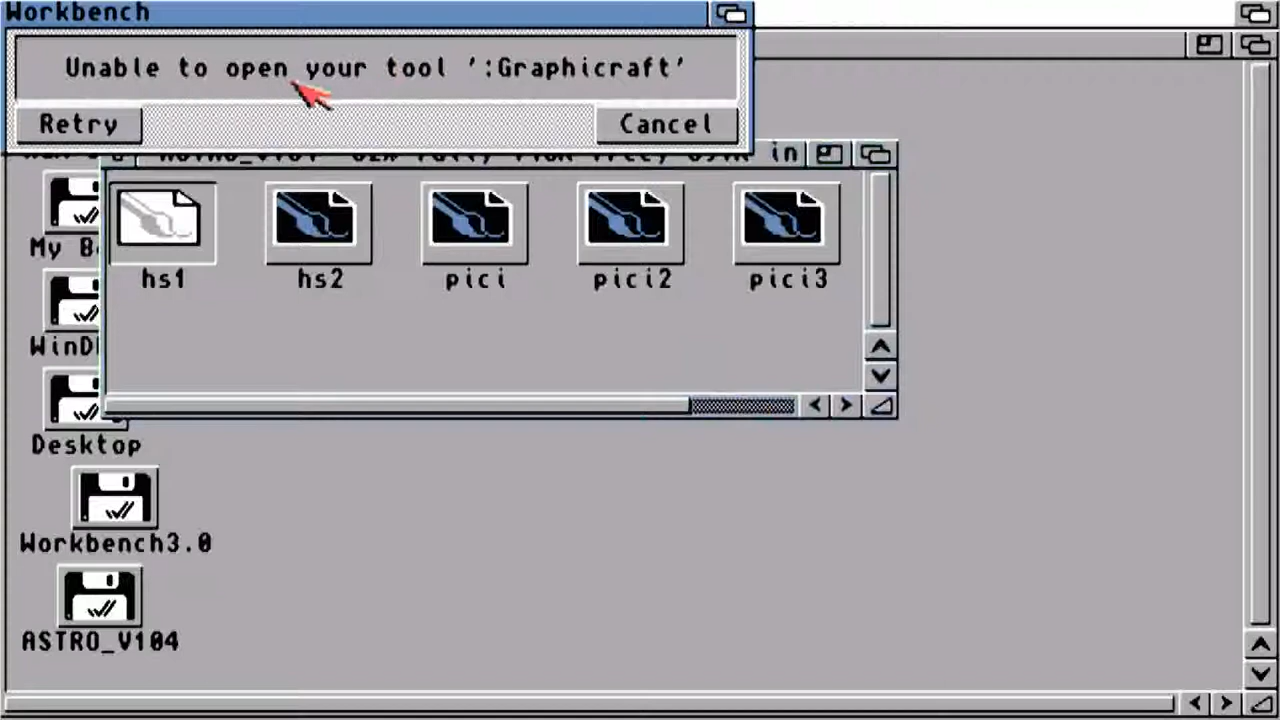 Workbench
Unable to open your tool ':Graphicraft'
Retry
Cancel
in
hs1
hs2
pici
pici2
pici3
My B
WinD
Desktop
Workbench3.0
ASTRO_V104